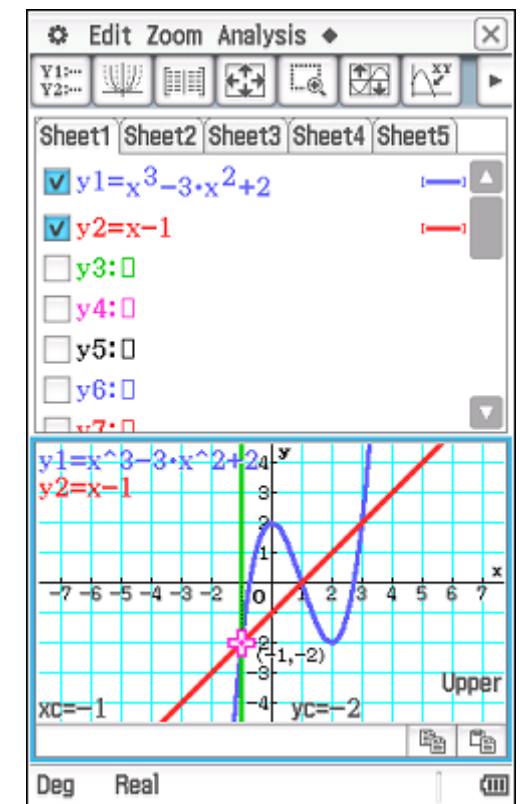 Edit Zoom Analysis ◆
Y1:···
Y2:···
XY
Sheet1 Sheet2 Sheet3 Sheet4 Sheet5
y1=x³−3·x²+2
y2=x−1
y3:▯
y4:▯
y5:▯
y6:▯
y7:▯
y1=x^3−3·x^2+2
y2=x−1
y
4
3
2
1
x
−7 −6 −5 −4 −3 −2 0 1 2 3 4 5 6 7
−2
(−1,−2)
−3
−4
Upper
xc=−1 yc=−2
Deg Real